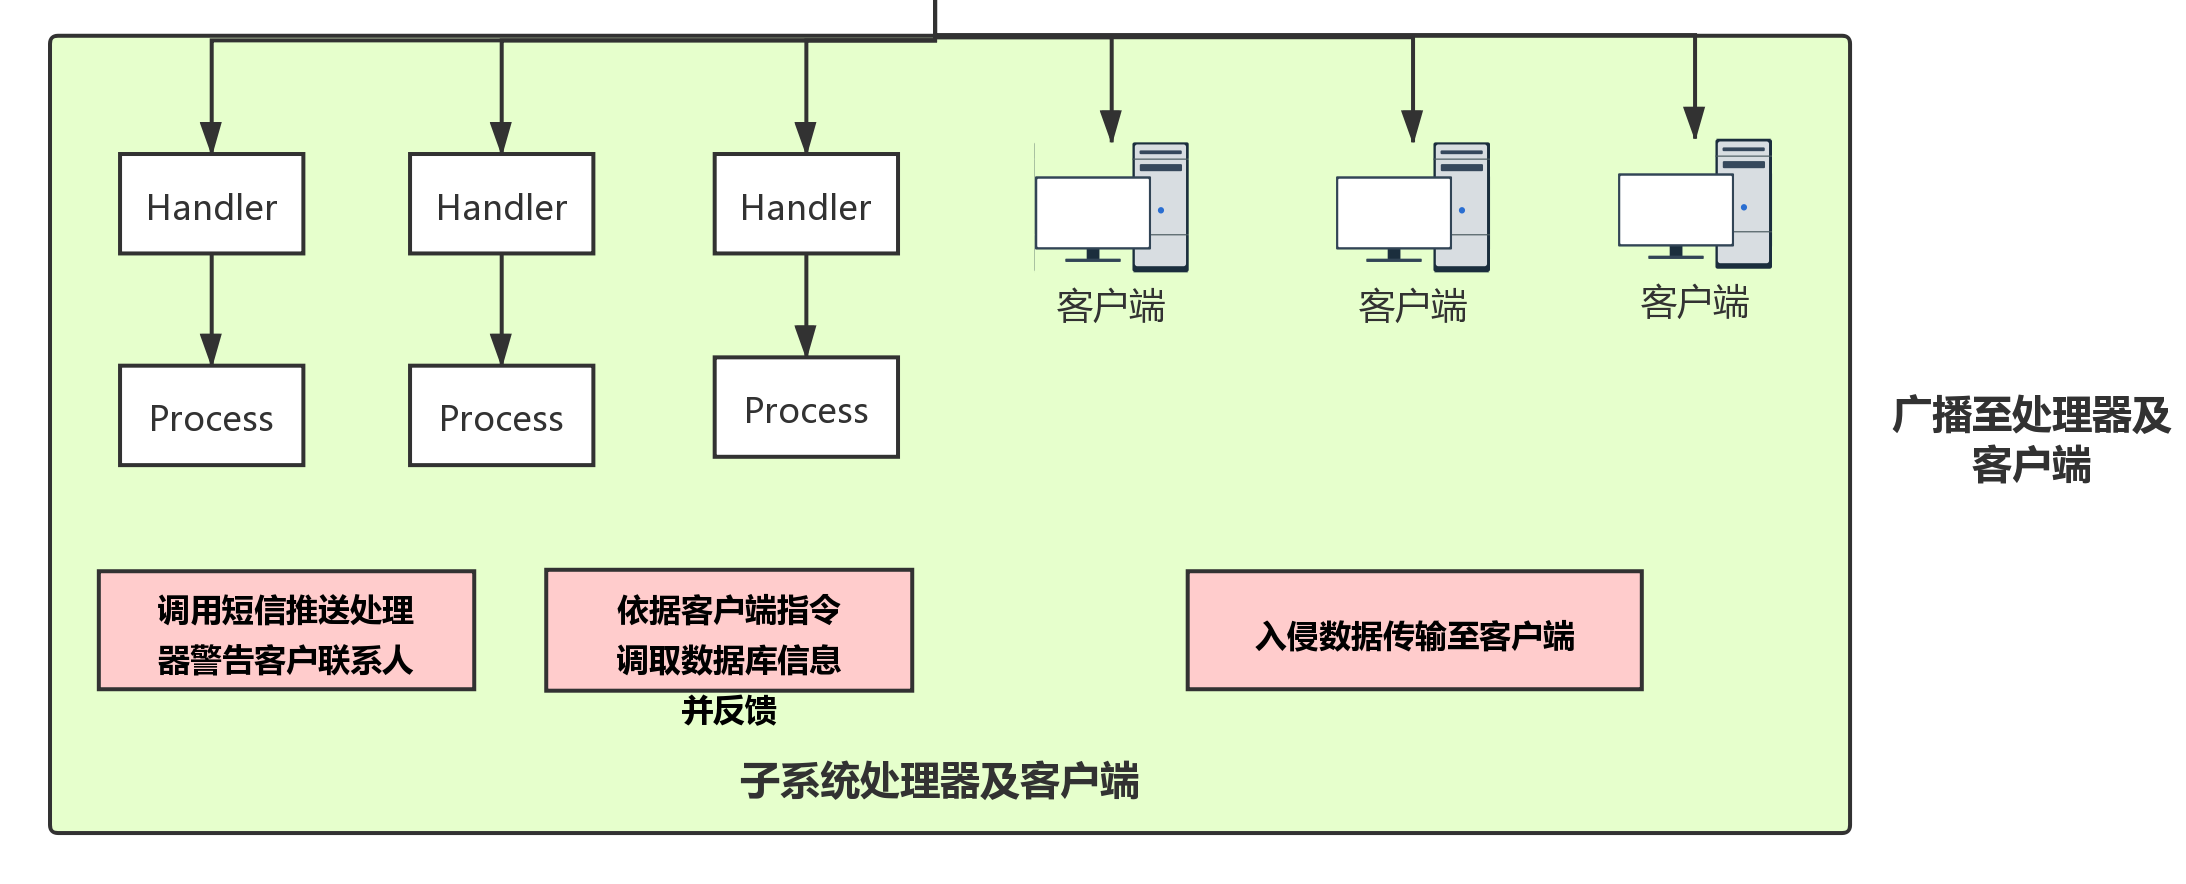 Handler
Handler
Handler
客户端
客户端
客户端
Process
Process
Process
广播至处理器及
客户端
调用短信推送处理
器警告客户联系人
依据客户端指令
调取数据库信息
并反馈
入侵数据传输至客户端
子系统处理器及客户端